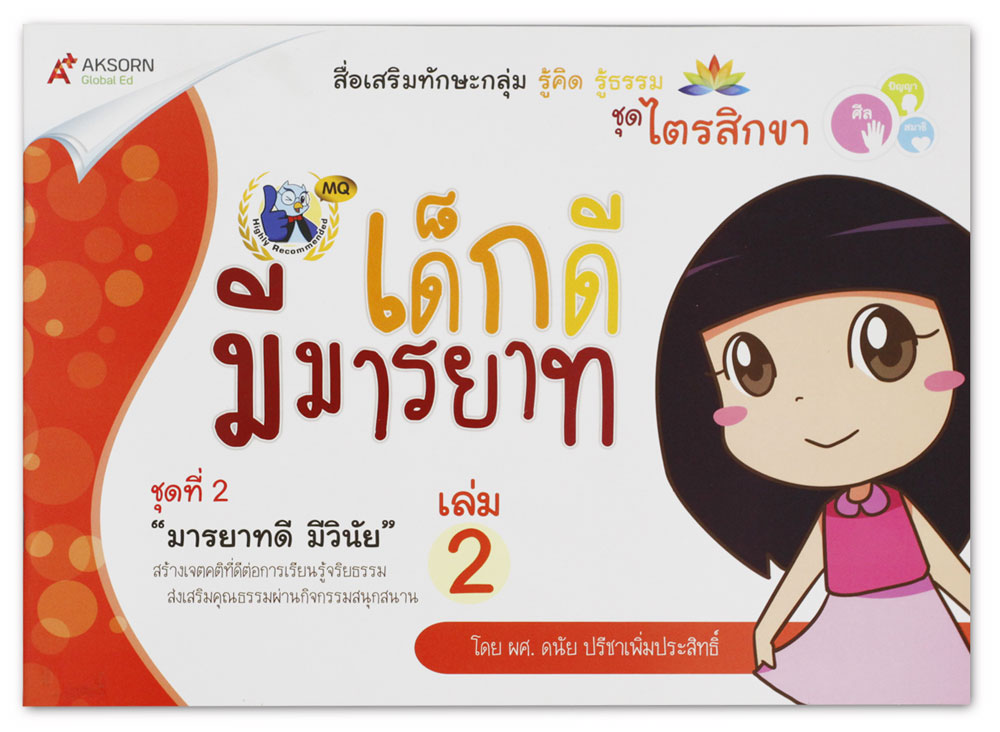 AKSORN
Global Ed
สื่อเสริมทักษะกลุ่ม รู้คิด รู้ธรรม
ชุดไตรสิกขา
ศีล
ปัญญา
สมาธิ
MQ
Highly Recommended
เด็กดี
มีมารยาท
ชุดที่ 2
“มารยาทดี มีวินัย”
สร้างเจตคติที่ดีต่อการเรียนรู้จริยธรรม
ส่งเสริมคุณธรรมผ่านกิจกรรมสนุกสนาน
เล่ม
2
โดย ผศ. ดนัย ปรีชาเพิ่มประสิทธิ์